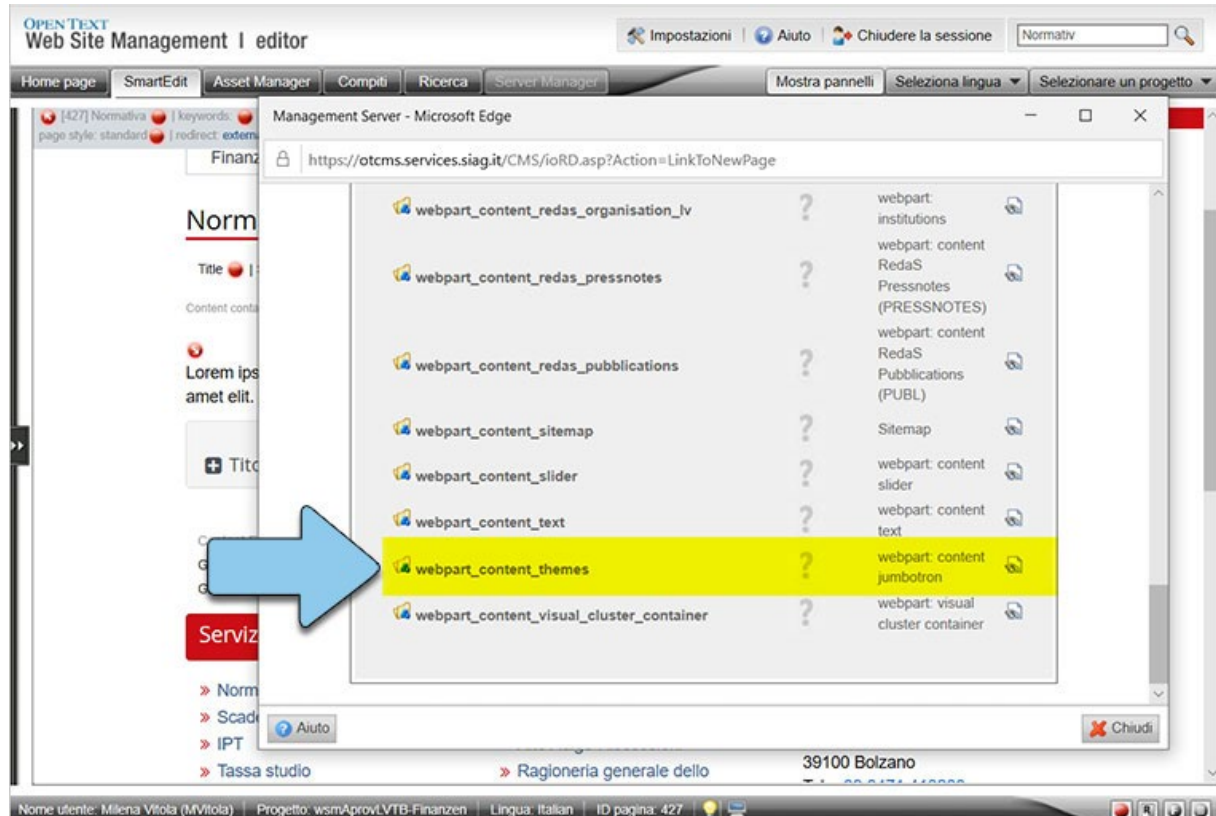 OPEN TEXT
Web Site Management | editor
Impostazioni | Aiuto | Chiudere la sessione
Normativ
Home page SmartEdit Asset Manager Compiti Ricerca Server Manager
Mostra pannelli Seleziona lingua Selezionare un progetto
[427] Normativa | keywords:
page style: standard | redirect: externa
Finanz
Norm
Title |
Content conta
Lorem ips
amet elit.
Tito
Serviz
» Norm
» Scade
» IPT
» Tassa studio
» Ragioneria generale dello
39100 Bolzano
Management Server - Microsoft Edge
https://otcms.services.siag.it/CMS/ioRD.asp?Action=LinkToNewPage
webpart_content_redas_organisation_lv ? webpart:
institutions
webpart_content_redas_pressnotes ? webpart: content
RedaS
Pressnotes
(PRESSNOTES)
webpart_content_redas_pubblications ? webpart: content
RedaS
Pubblications
(PUBL)
webpart_content_sitemap ? Sitemap
webpart_content_slider ? webpart: content
slider
webpart_content_text ? webpart: content
text
webpart_content_themes ? webpart: content
jumbotron
webpart_content_visual_cluster_container ? webpart: visual
cluster container
Aiuto
Chiudi
Nome utente: Milena Vitola (MVitola) | Progetto: wsmAprovLVTB-Finanzen | Lingua: Italian | ID pagina: 427